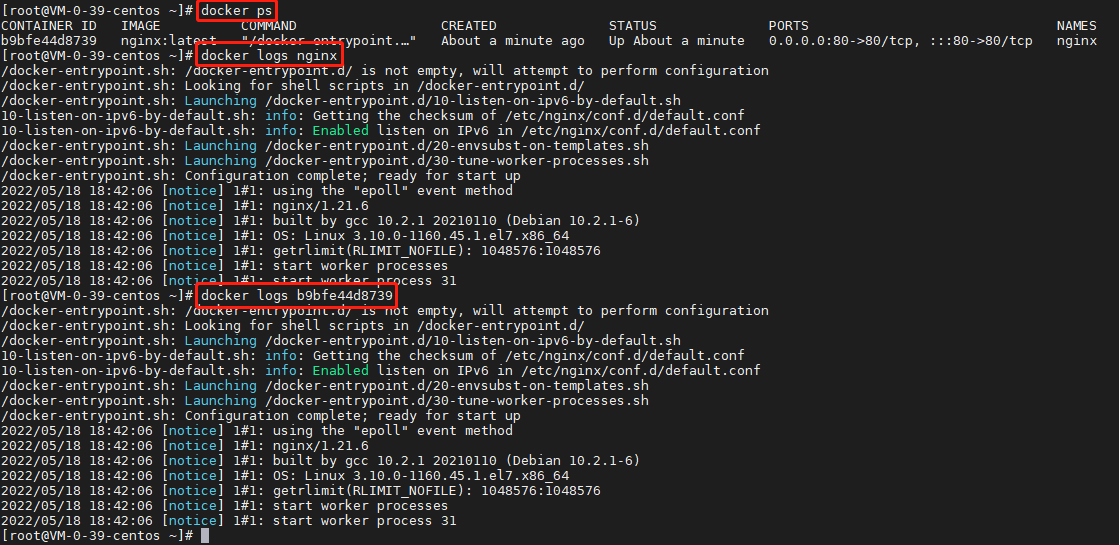 [root@VM-0-39-centos ~]# docker ps
CONTAINER ID   IMAGE          COMMAND                  CREATED              STATUS              PORTS                               NAMES
b9bfe44d8739   nginx:latest   "/docker-entrypoint.…"   About a minute ago   Up About a minute   0.0.0.0:80->80/tcp, :::80->80/tcp   nginx
[root@VM-0-39-centos ~]# docker logs nginx
/docker-entrypoint.sh: /docker-entrypoint.d/ is not empty, will attempt to perform configuration
/docker-entrypoint.sh: Looking for shell scripts in /docker-entrypoint.d/
/docker-entrypoint.sh: Launching /docker-entrypoint.d/10-listen-on-ipv6-by-default.sh
10-listen-on-ipv6-by-default.sh: info: Getting the checksum of /etc/nginx/conf.d/default.conf
10-listen-on-ipv6-by-default.sh: info: Enabled listen on IPv6 in /etc/nginx/conf.d/default.conf
/docker-entrypoint.sh: Launching /docker-entrypoint.d/20-envsubst-on-templates.sh
/docker-entrypoint.sh: Launching /docker-entrypoint.d/30-tune-worker-processes.sh
/docker-entrypoint.sh: Configuration complete; ready for start up
2022/05/18 18:42:06 [notice] 1#1: using the "epoll" event method
2022/05/18 18:42:06 [notice] 1#1: nginx/1.21.6
2022/05/18 18:42:06 [notice] 1#1: built by gcc 10.2.1 20210110 (Debian 10.2.1-6)
2022/05/18 18:42:06 [notice] 1#1: OS: Linux 3.10.0-1160.45.1.el7.x86_64
2022/05/18 18:42:06 [notice] 1#1: getrlimit(RLIMIT_NOFILE): 1048576:1048576
2022/05/18 18:42:06 [notice] 1#1: start worker processes
2022/05/18 18:42:06 [notice] 1#1: start worker process 31
[root@VM-0-39-centos ~]# docker logs b9bfe44d8739
/docker-entrypoint.sh: /docker-entrypoint.d/ is not empty, will attempt to perform configuration
/docker-entrypoint.sh: Looking for shell scripts in /docker-entrypoint.d/
/docker-entrypoint.sh: Launching /docker-entrypoint.d/10-listen-on-ipv6-by-default.sh
10-listen-on-ipv6-by-default.sh: info: Getting the checksum of /etc/nginx/conf.d/default.conf
10-listen-on-ipv6-by-default.sh: info: Enabled listen on IPv6 in /etc/nginx/conf.d/default.conf
/docker-entrypoint.sh: Launching /docker-entrypoint.d/20-envsubst-on-templates.sh
/docker-entrypoint.sh: Launching /docker-entrypoint.d/30-tune-worker-processes.sh
/docker-entrypoint.sh: Configuration complete; ready for start up
2022/05/18 18:42:06 [notice] 1#1: using the "epoll" event method
2022/05/18 18:42:06 [notice] 1#1: nginx/1.21.6
2022/05/18 18:42:06 [notice] 1#1: built by gcc 10.2.1 20210110 (Debian 10.2.1-6)
2022/05/18 18:42:06 [notice] 1#1: OS: Linux 3.10.0-1160.45.1.el7.x86_64
2022/05/18 18:42:06 [notice] 1#1: getrlimit(RLIMIT_NOFILE): 1048576:1048576
2022/05/18 18:42:06 [notice] 1#1: start worker processes
2022/05/18 18:42:06 [notice] 1#1: start worker process 31
[root@VM-0-39-centos ~]#